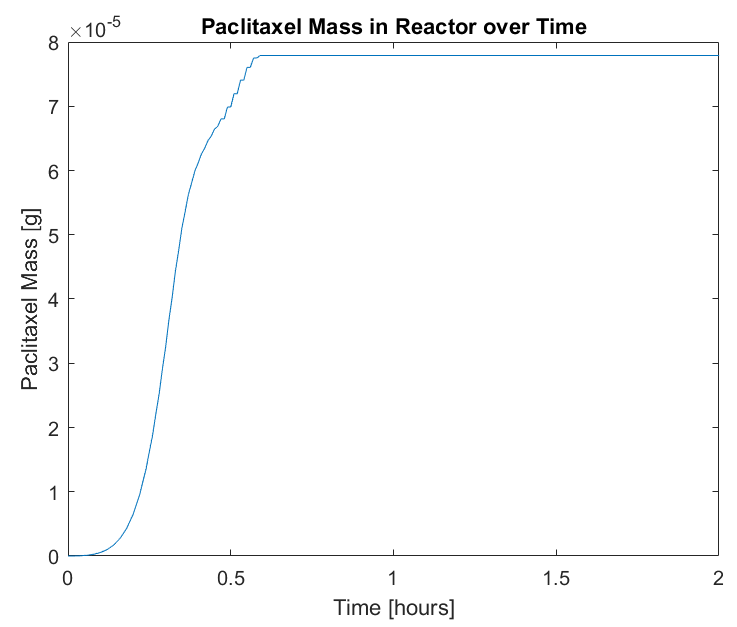 Paclitaxel Mass in Reactor over Time
×10⁻⁵
8
7
6
5
4
3
2
1
0
Paclitaxel Mass [g]
0 0.5 1 1.5 2
Time [hours]